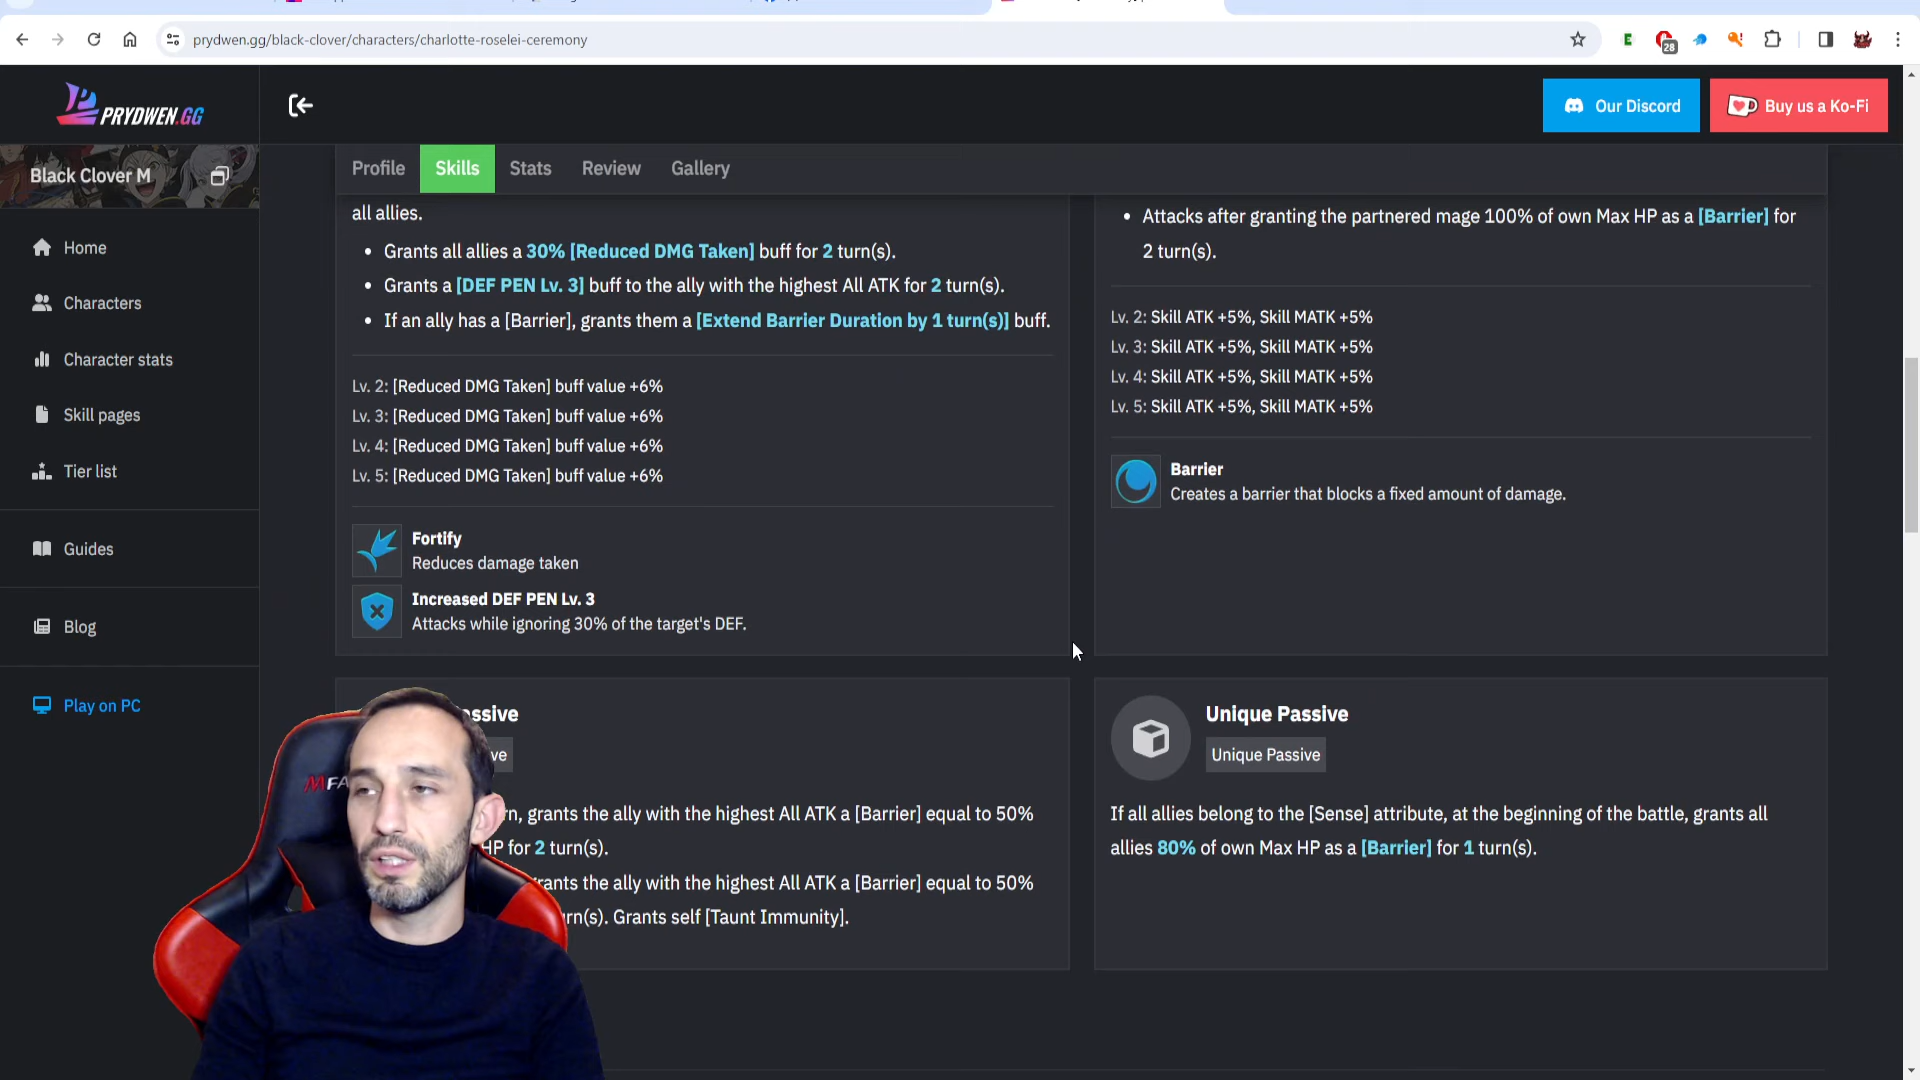 prydwen.gg/black-clover/characters/charlotte-roselei-ceremony
28
PRYDWEN.GG
Our Discord
Buy us a Ko-Fi
Black Clover M
Home
Characters
Character stats
Skill pages
Tier list
Guides
Blog
Play on PC
Profile
Skills
Stats
Review
Gallery
all allies.
• Grants all allies a 30% [Reduced DMG Taken] buff for 2 turn(s).
• Grants a [DEF PEN Lv. 3] buff to the ally with the highest All ATK for 2 turn(s).
• If an ally has a [Barrier], grants them a [Extend Barrier Duration by 1 turn(s)] buff.
Lv. 2: [Reduced DMG Taken] buff value +6%
Lv. 3: [Reduced DMG Taken] buff value +6%
Lv. 4: [Reduced DMG Taken] buff value +6%
Lv. 5: [Reduced DMG Taken] buff value +6%
Fortify
Reduces damage taken
Increased DEF PEN Lv. 3
Attacks while ignoring 30% of the target's DEF.
• Attacks after granting the partnered mage 100% of own Max HP as a [Barrier] for
2 turn(s).
Lv. 2: Skill ATK +5%, Skill MATK +5%
Lv. 3: Skill ATK +5%, Skill MATK +5%
Lv. 4: Skill ATK +5%, Skill MATK +5%
Lv. 5: Skill ATK +5%, Skill MATK +5%
Barrier
Creates a barrier that blocks a fixed amount of damage.
grants the ally with the highest All ATK a [Barrier] equal to 50%
HP for 2 turn(s).
the ally with the highest All ATK a [Barrier] equal to 50%
Grants self [Taunt Immunity].
Unique Passive
Unique Passive
If all allies belong to the [Sense] attribute, at the beginning of the battle, grants all
allies 80% of own Max HP as a [Barrier] for 1 turn(s).